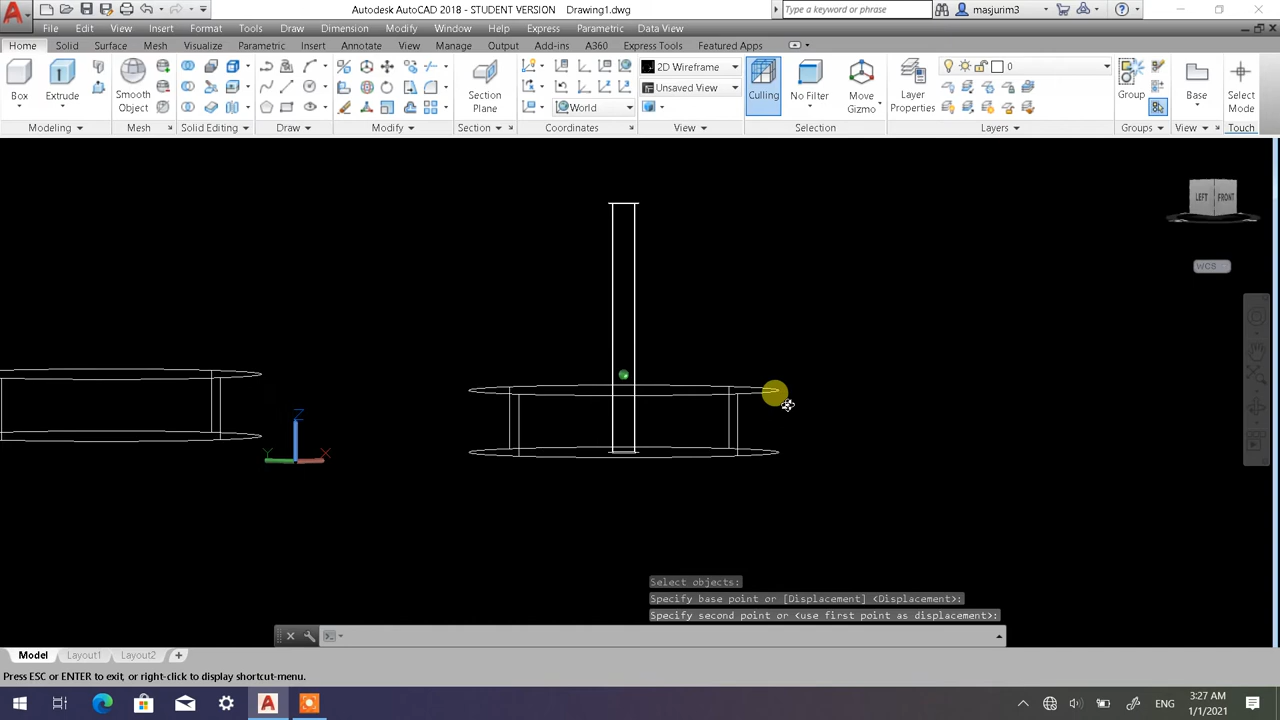 Autodesk AutoCAD 2018 - STUDENT VERSION Drawing1.dwg
Type a keyword or phrase
masjurim3
File Edit View Insert Format Tools Draw Dimension Modify Window Help Express Parametric Data View
Home Solid Surface Mesh Visualize Parametric Insert Annotate View Manage Output Add-ins A360 Express Tools Featured Apps
Box
Extrude
Smooth
Object
Section
Plane
World
2D Wireframe
Unsaved View
Culling
No Filter
Move
Gizmo
Layer
Properties
0
Group
Base
Select
Mode
Modeling
Mesh
Solid Editing
Draw
Modify
Section
Coordinates
View
Selection
Layers
Groups
View
Touch
LEFT FRONT
WCS
Z
Y
X
Select objects:
Specify base point or [Displacement] <Displacement>:
Specify second point or <use first point as displacement>:
Model Layout1 Layout2 +
Press ESC or ENTER to exit, or right-click to display shortcut-menu.
ENG
3:27 AM
1/1/2021